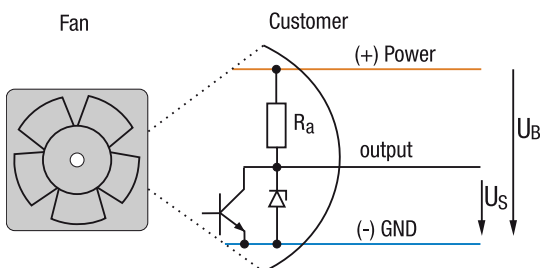 Fan
Customer
(+) Power
Ra
output
UB
US
(-) GND